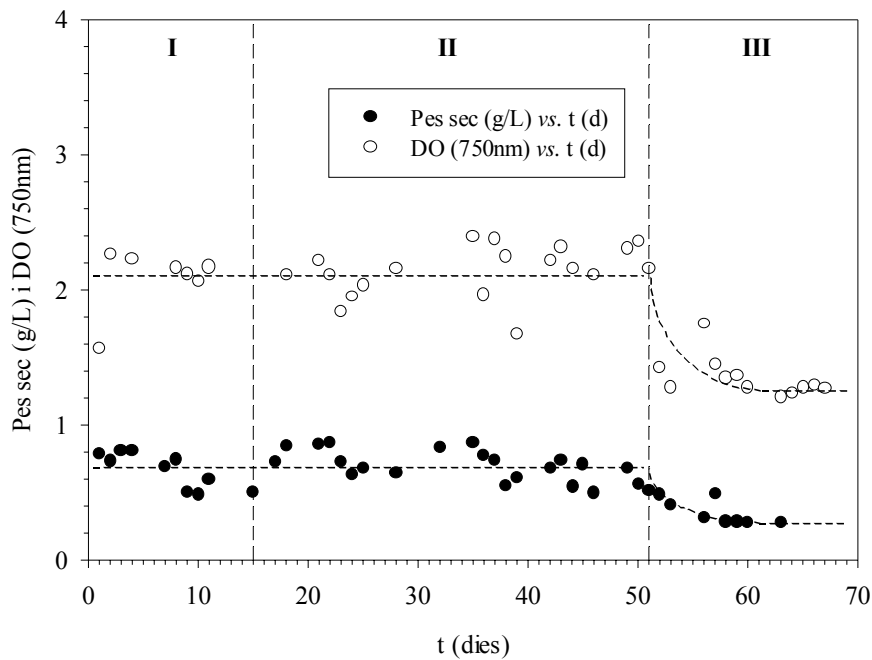 I II III
Pes sec (g/L) vs. t (d)
DO (750nm) vs. t (d)
Pes sec (g/L) i DO (750nm)
4
3
2
1
0
0 10 20 30 40 50 60 70
t (dies)